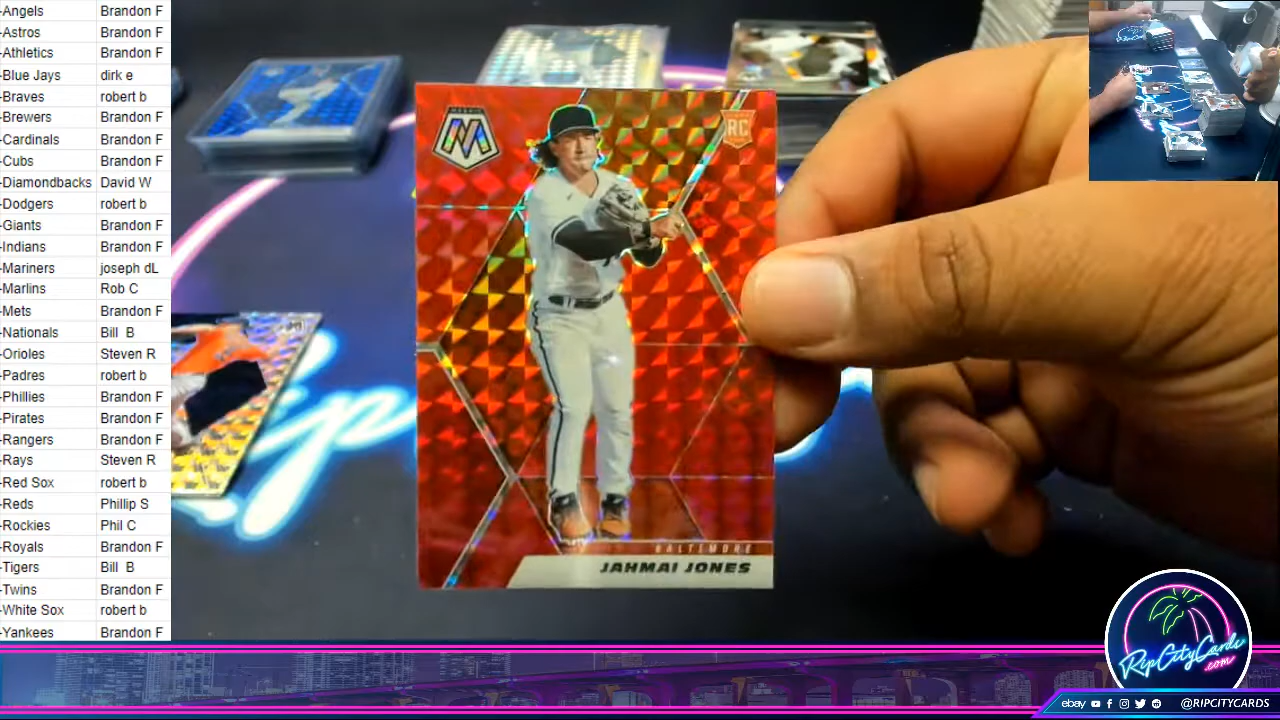 -Angels Brandon F
-Astros Brandon F
-Athletics Brandon F
-Blue Jays dirk e
-Braves robert b
-Brewers Brandon F
-Cardinals Brandon F
-Cubs Brandon F
-Diamondbacks David W
-Dodgers robert b
-Giants Brandon F
-Indians Brandon F
-Mariners joseph dL
-Marlins Rob C
-Mets Brandon F
-Nationals Bill B
-Orioles Steven R
-Padres robert b
-Phillies Brandon F
-Pirates Brandon F
-Rangers Brandon F
-Rays Steven R
-Red Sox robert b
-Reds Phillip S
-Rockies Phil C
-Royals Brandon F
-Tigers Bill B
-Twins Brandon F
-White Sox robert b
-Yankees Brandon F
MOSAIC
RC
BALTIMORE
JAHMAI JONES
RipCityCards
.com
ebay @RIPCITYCARDS